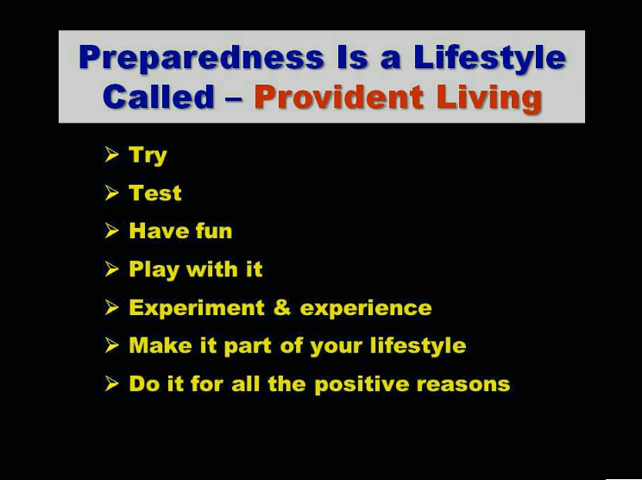 Preparedness Is a Lifestyle
Called – Provident Living
➢ Try
➢ Test
➢ Have fun
➢ Play with it
➢ Experiment & experience
➢ Make it part of your lifestyle
➢ Do it for all the positive reasons